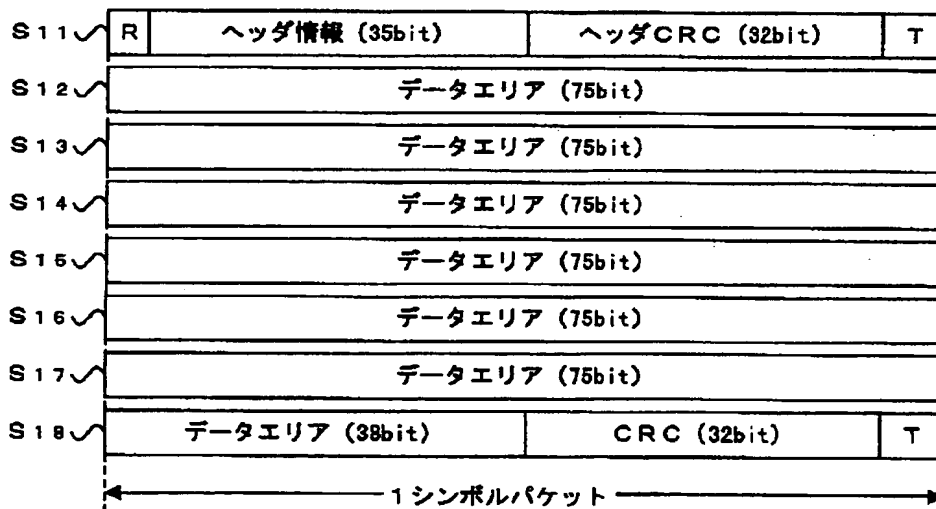 S11 R ヘッダ情報 (35bit) ヘッダCRC (32bit) T
S12 データエリア (75bit)
S13 データエリア (75bit)
S14 データエリア (75bit)
S15 データエリア (75bit)
S16 データエリア (75bit)
S17 データエリア (75bit)
S18 データエリア (38bit) CRC (32bit) T
1シンボルパケット